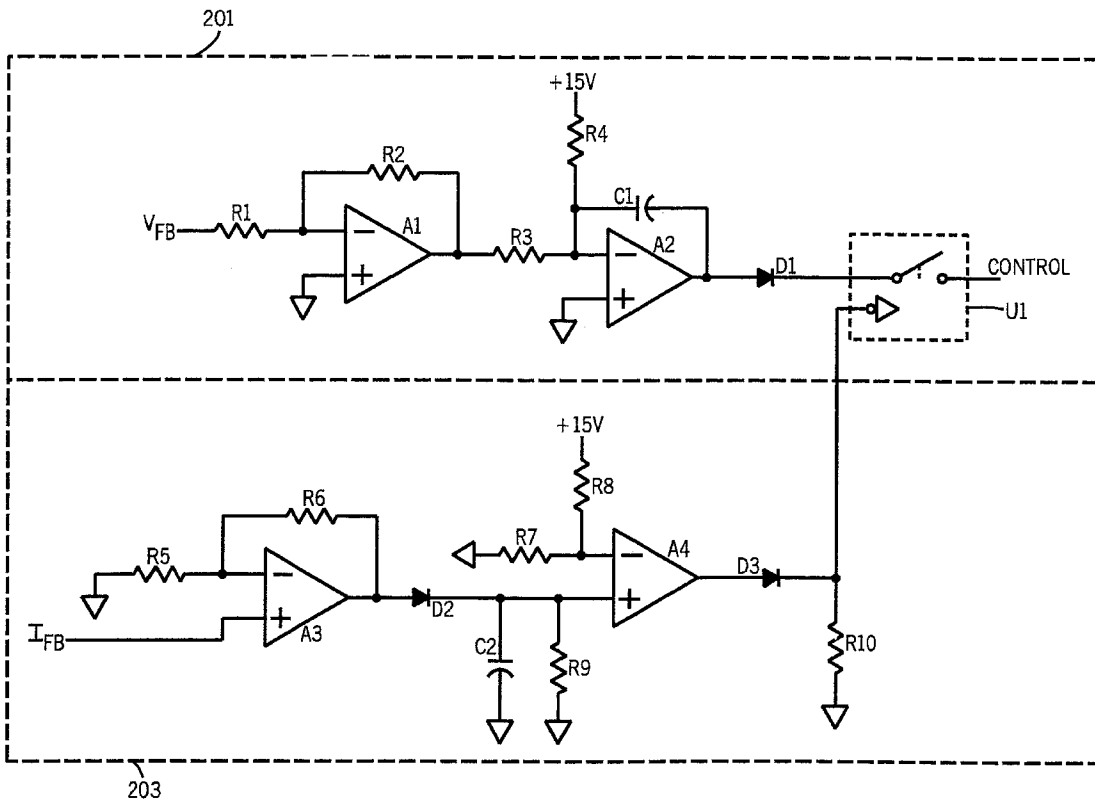 201
+15V
R4
R2
C1
V_FB
R1
A1
R3
A2
D1
CONTROL
U1
+15V
R8
R6
R7
A4
R5
D3
D2
A3
I_FB
C2
R9
R10
203